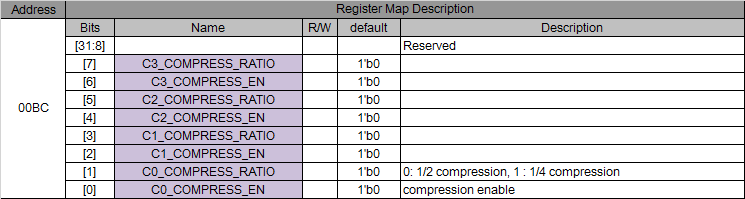 Address Register Map Description
Bits Name R/W default Description
[31:8] Reserved
[7] C3_COMPRESS_RATIO 1'b0
[6] C3_COMPRESS_EN 1'b0
[5] C2_COMPRESS_RATIO 1'b0
00BC [4] C2_COMPRESS_EN 1'b0
[3] C1_COMPRESS_RATIO 1'b0
[2] C1_COMPRESS_EN 1'b0
[1] C0_COMPRESS_RATIO 1'b0 0: 1/2 compression, 1 : 1/4 compression
[0] C0_COMPRESS_EN 1'b0 compression enable